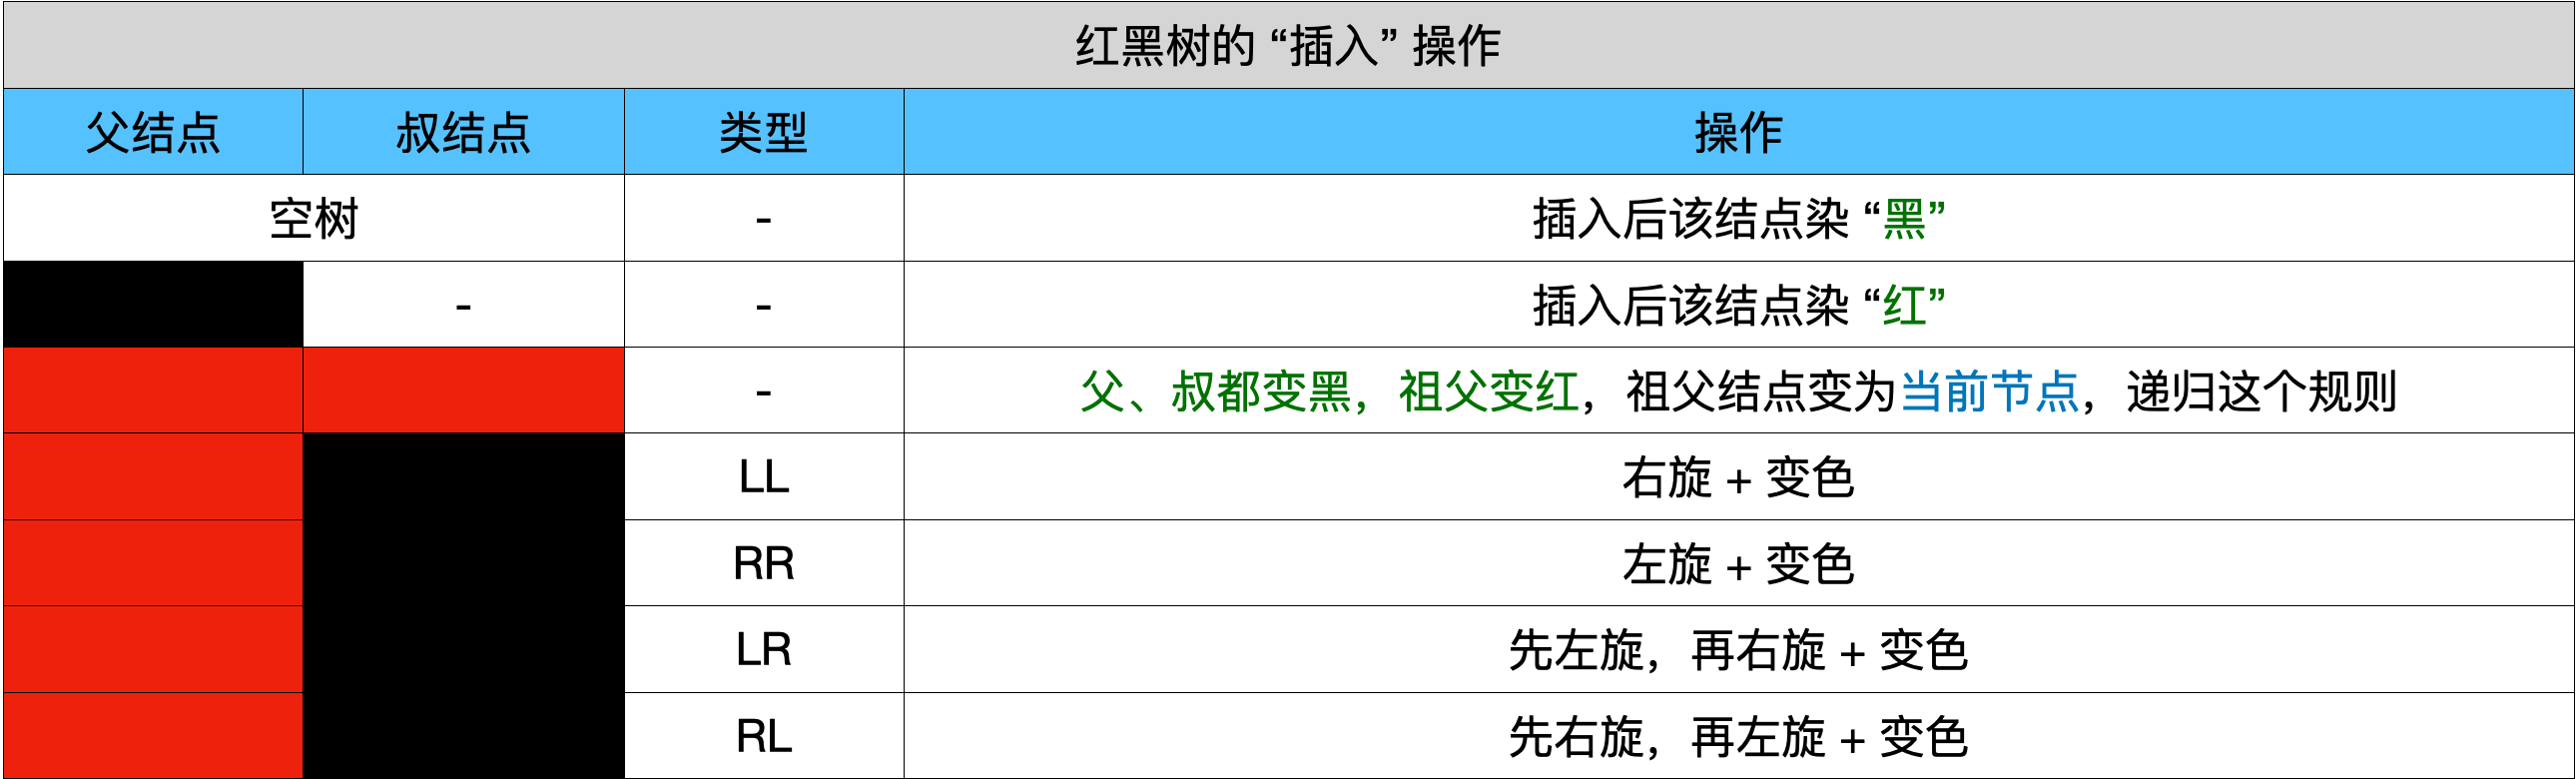 红黑树的 “插入” 操作
父结点 叔结点 类型 操作
空树 - 插入后该结点染 “黑”
- - 插入后该结点染 “红”
- 父、叔都变黑，祖父变红，祖父结点变为当前节点，递归这个规则
LL 右旋 + 变色
RR 左旋 + 变色
LR 先左旋，再右旋 + 变色
RL 先右旋，再左旋 + 变色